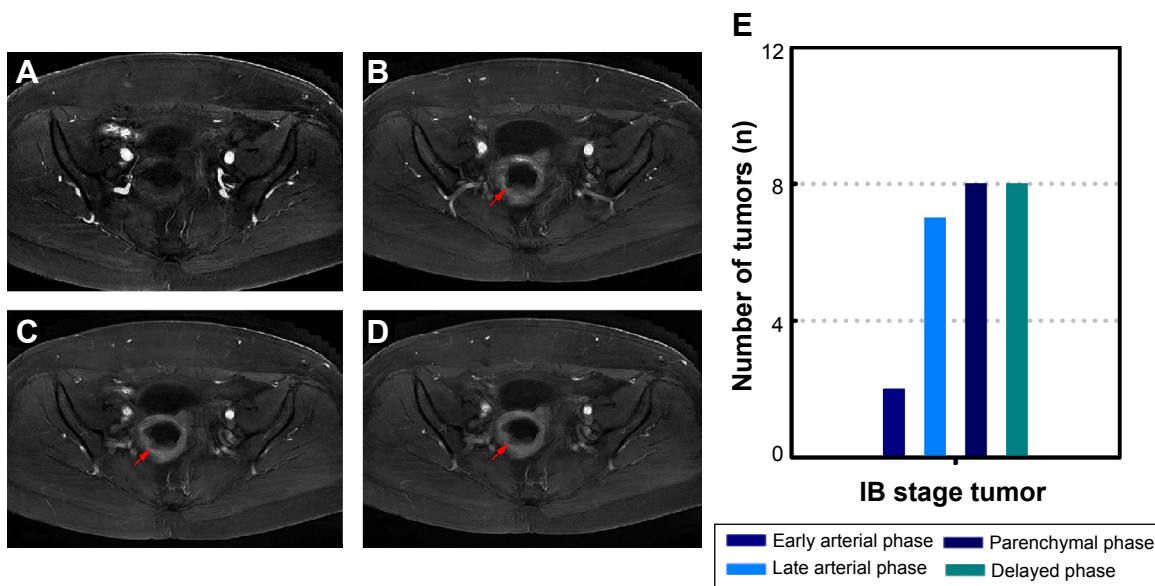 A
B
C
D
E
Number of tumors (n)
12
8
4
0
IB stage tumor
Early arterial phase
Parenchymal phase
Late arterial phase
Delayed phase